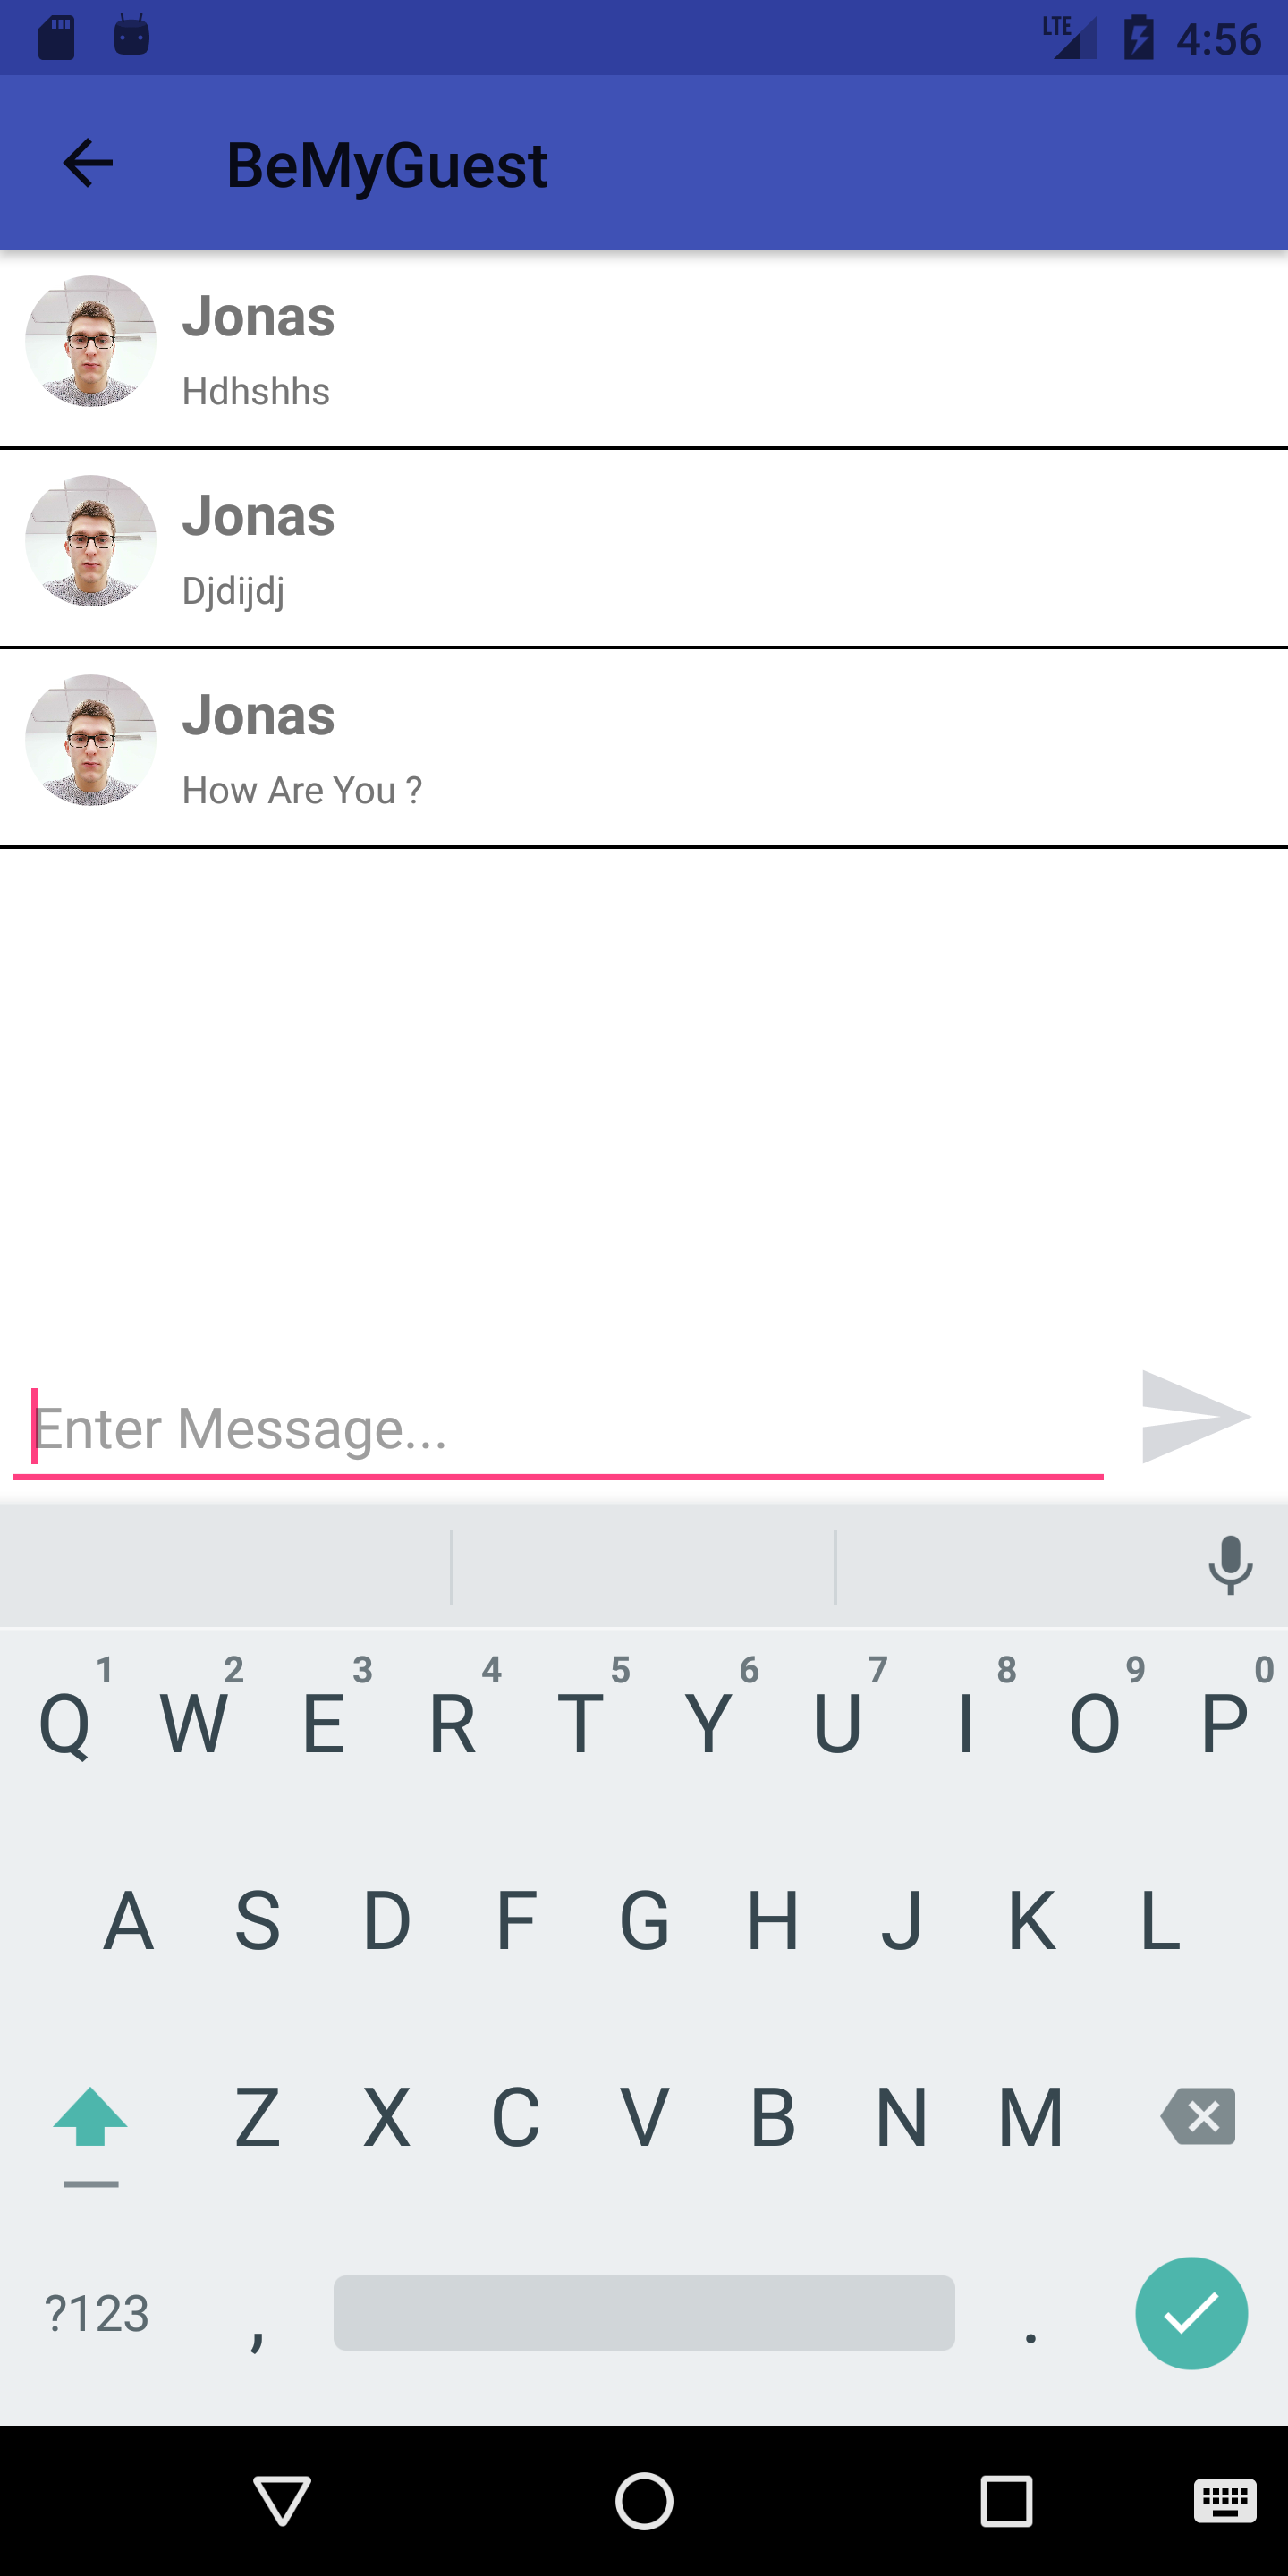 LTE 4:56
BeMyGuest
Jonas
Hdhshhs
Jonas
Djdijdj
Jonas
How Are You ?
Enter Message...
1 2 3 4 5 6 7 8 9 0
Q W E R T Y U I O P
A S D F G H J K L
Z X C V B N M
?123 , .